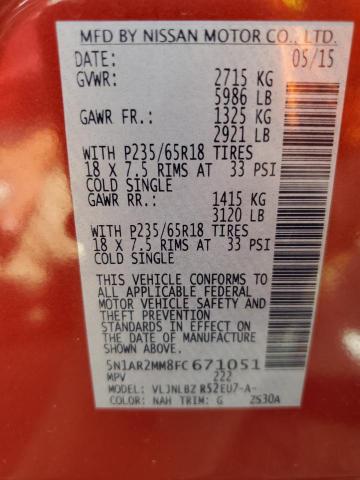 MFD BY NISSAN MOTOR CO., LTD.
DATE: 05/15
GVWR: 2715 KG
5986 LB
GAWR FR.: 1325 KG
2921 LB
WITH P235/65R18 TIRES
18 X 7.5 RIMS AT 33 PSI
COLD SINGLE
GAWR RR.: 1415 KG
3120 LB
WITH P235/65R18 TIRES
18 X 7.5 RIMS AT 33 PSI
COLD SINGLE
THIS VEHICLE CONFORMS TO
ALL APPLICABLE FEDERAL
MOTOR VEHICLE SAFETY AND
THEFT PREVENTION
STANDARDS IN EFFECT ON
THE DATE OF MANUFACTURE
SHOWN ABOVE.
5N1AR2MM8FC671051
MPV 222
MODEL: VLJNLBZ R52EU7-A-
COLOR: NAH TRIM: G 2S30A